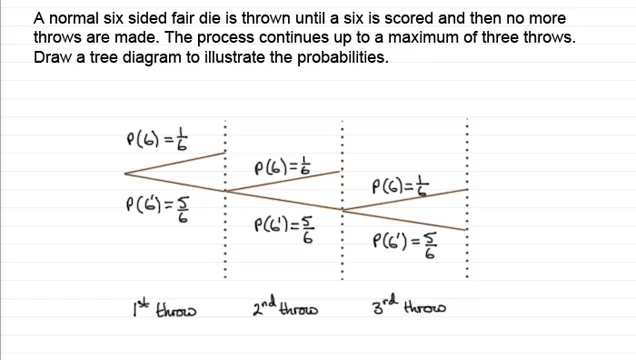 A normal six sided fair die is thrown until a six is scored and then no more
throws are made. The process continues up to a maximum of three throws.
Draw a tree diagram to illustrate the probabilities.
P(6) = 1/6
P(6) = 1/6
P(6) = 1/6
P(6') = 5/6
P(6') = 5/6
P(6') = 5/6
1st throw 2nd throw 3rd throw